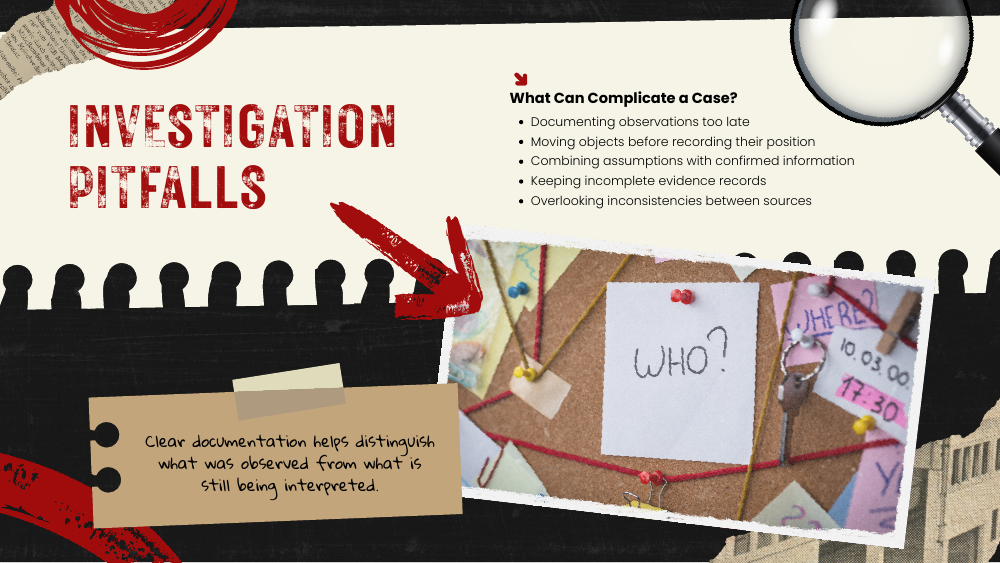 INVESTIGATION
PITFALLS
What Can Complicate a Case?
Documenting observations too late
Moving objects before recording their position
Combining assumptions with confirmed information
Keeping incomplete evidence records
Overlooking inconsistencies between sources
WHO?
WHERE?
10.03.00
17:30
Clear documentation helps distinguish
what was observed from what is
still being interpreted.